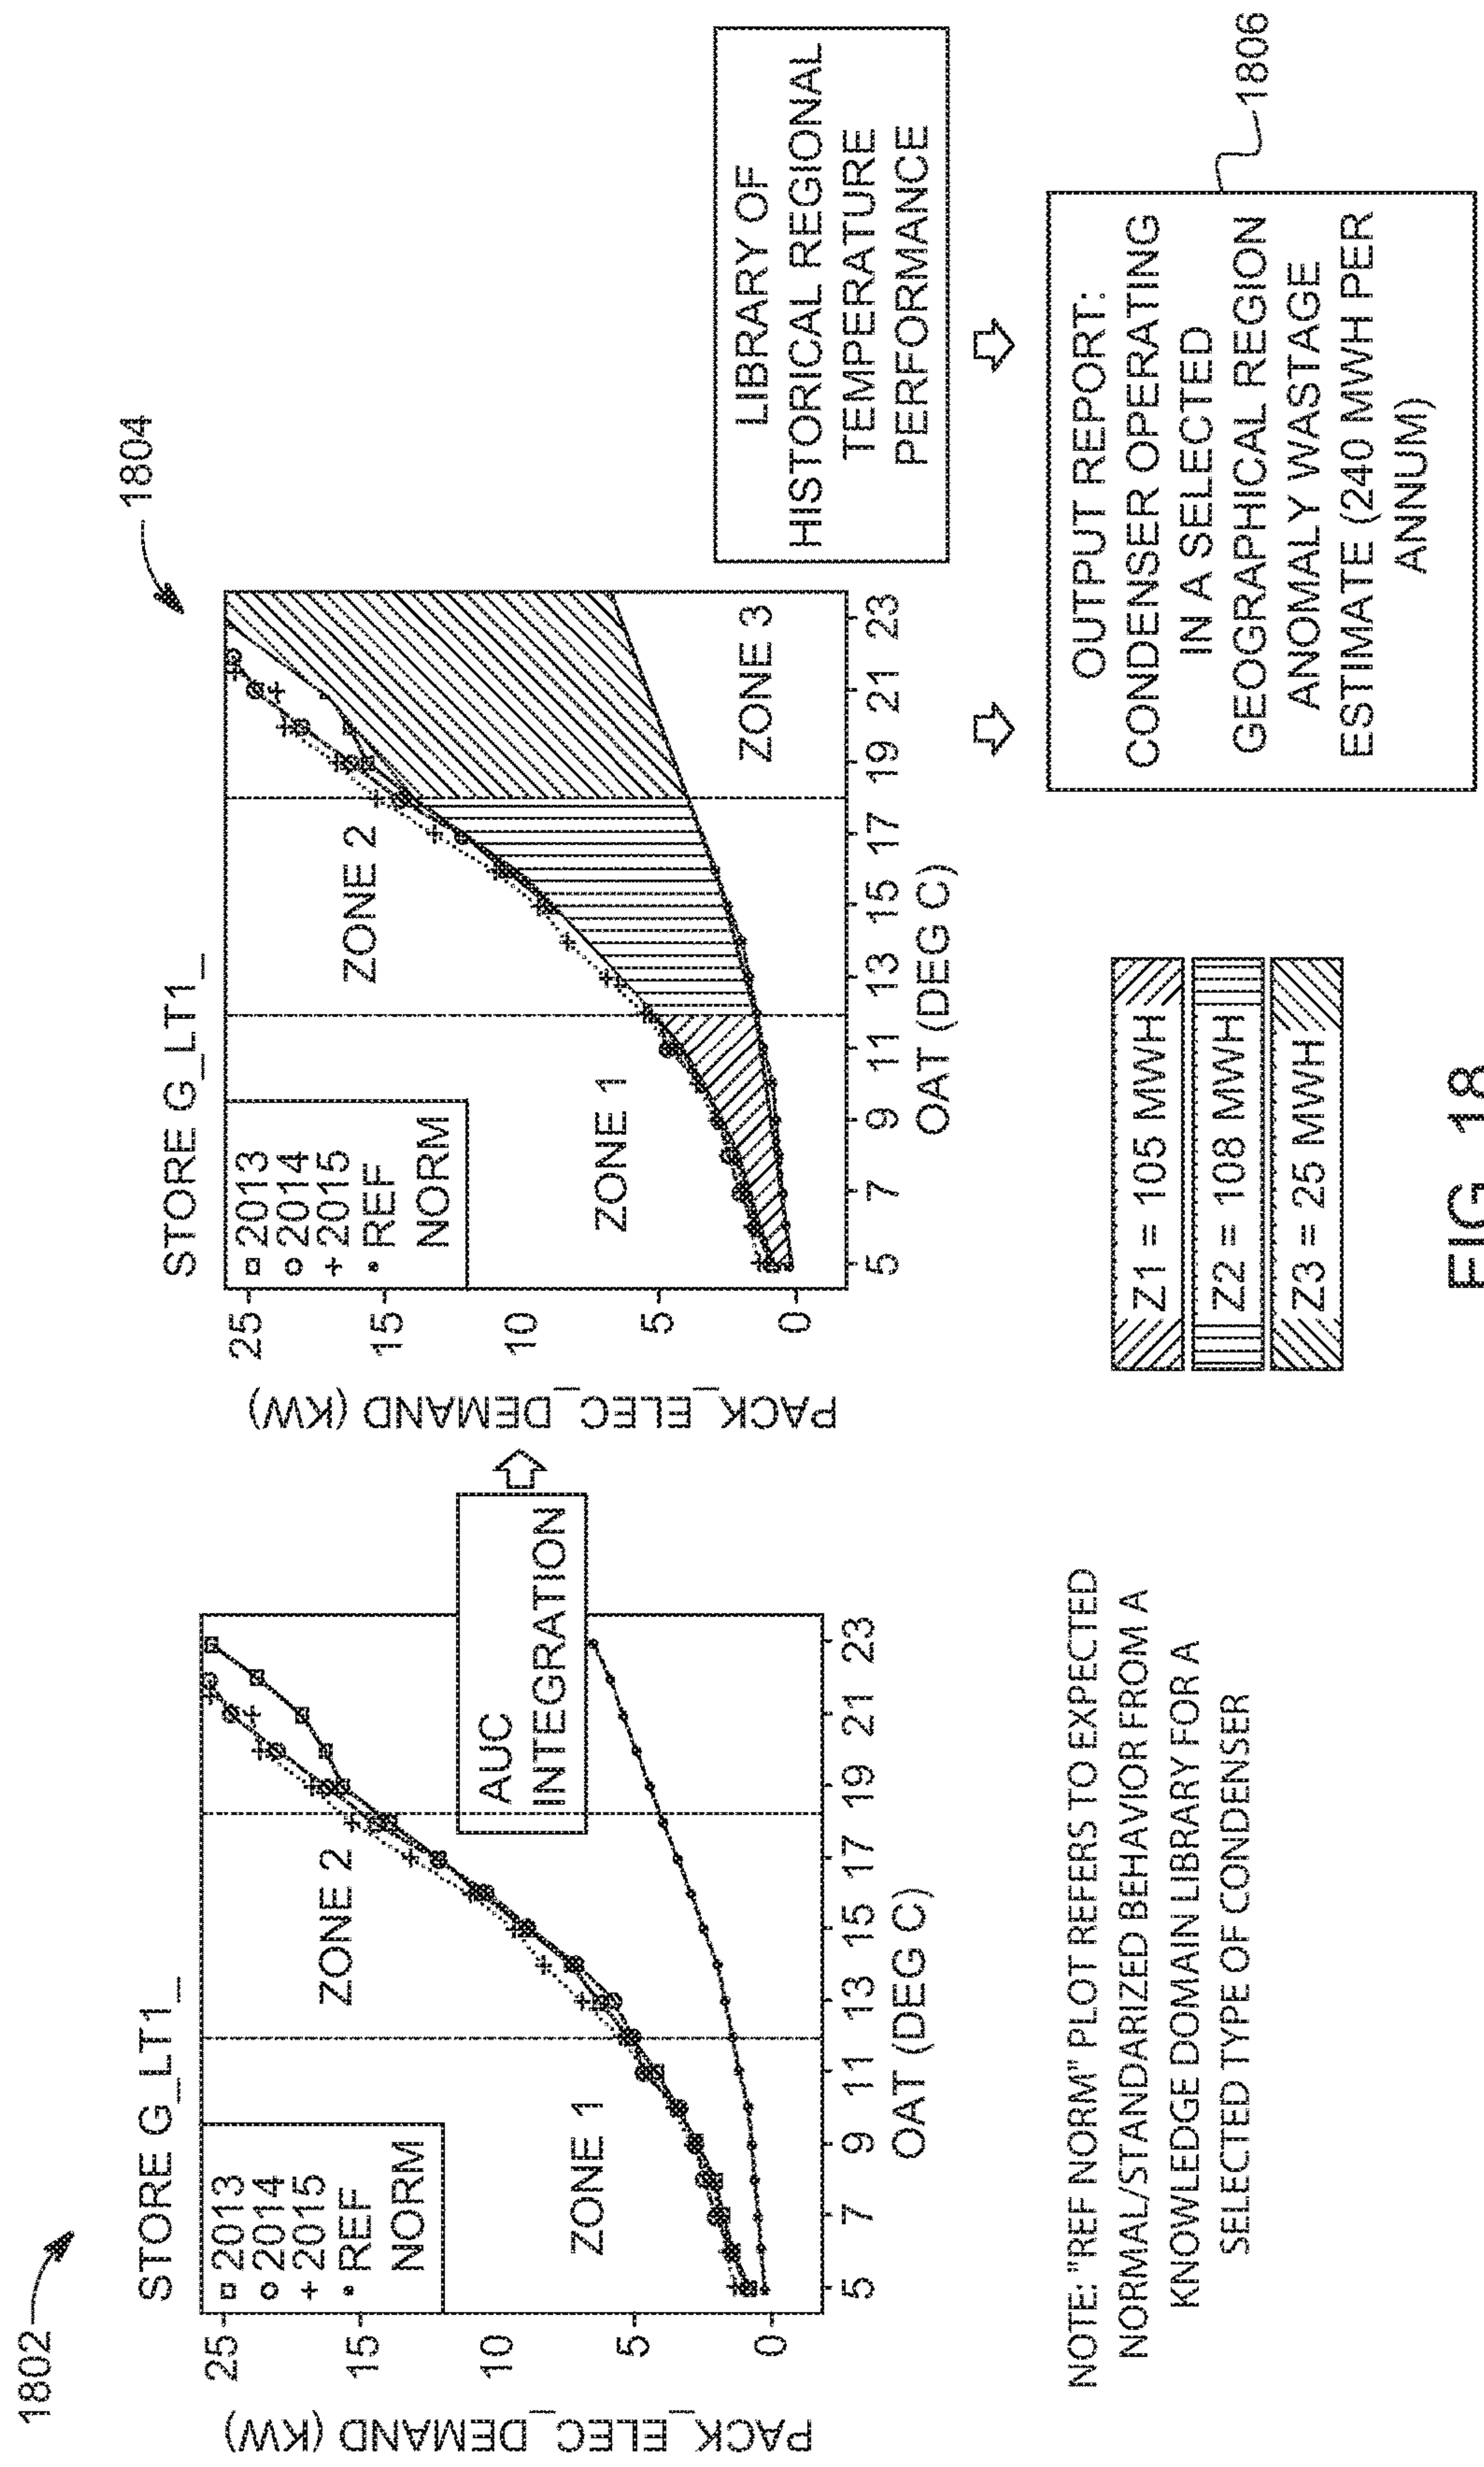 1802
STORE G_LT1_
2013
2014
2015
REF
NORM
ZONE 1
ZONE 2
PACK_ELEC_DEMAND (KW)
25
15
10
5
0
5 7 9 11 13 15 17 19 21 23
OAT (DEG C)
AUC
INTEGRATION
NOTE: "REF NORM" PLOT REFERS TO EXPECTED
NORMAL/STANDARIZED BEHAVIOR FROM A
KNOWLEDGE DOMAIN LIBRARY FOR A
SELECTED TYPE OF CONDENSER
1804
STORE G_LT1_
2013
2014
2015
REF
NORM
ZONE 1
ZONE 2
ZONE 3
PACK_ELEC_DEMAND (KW)
25
15
10
5
0
5 7 9 11 13 15 17 19 21 23
OAT (DEG C)
Z1 = 105 MWH
Z2 = 108 MWH
Z3 = 25 MWH
LIBRARY OF
HISTORICAL REGIONAL
TEMPERATURE
PERFORMANCE
OUTPUT REPORT:
CONDENSER OPERATING
IN A SELECTED
GEOGRAPHICAL REGION
ANOMALY WASTAGE
ESTIMATE (240 MWH PER
ANNUM)
1806
FIG. 18